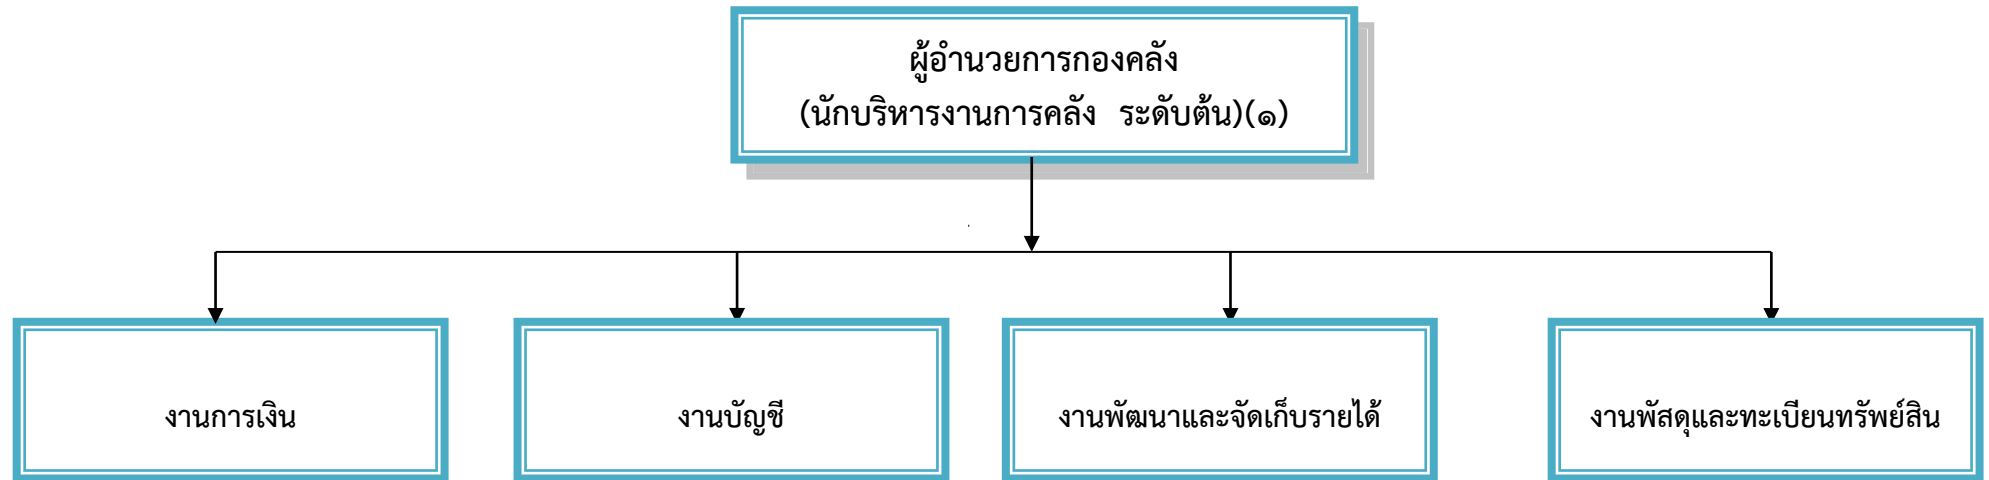 ผู้อำนวยการกองคลัง
(นักบริหารงานการคลัง ระดับต้น)(๑)
งานการเงิน
งานบัญชี
งานพัฒนาและจัดเก็บรายได้
งานพัสดุและทะเบียนทรัพย์สิน